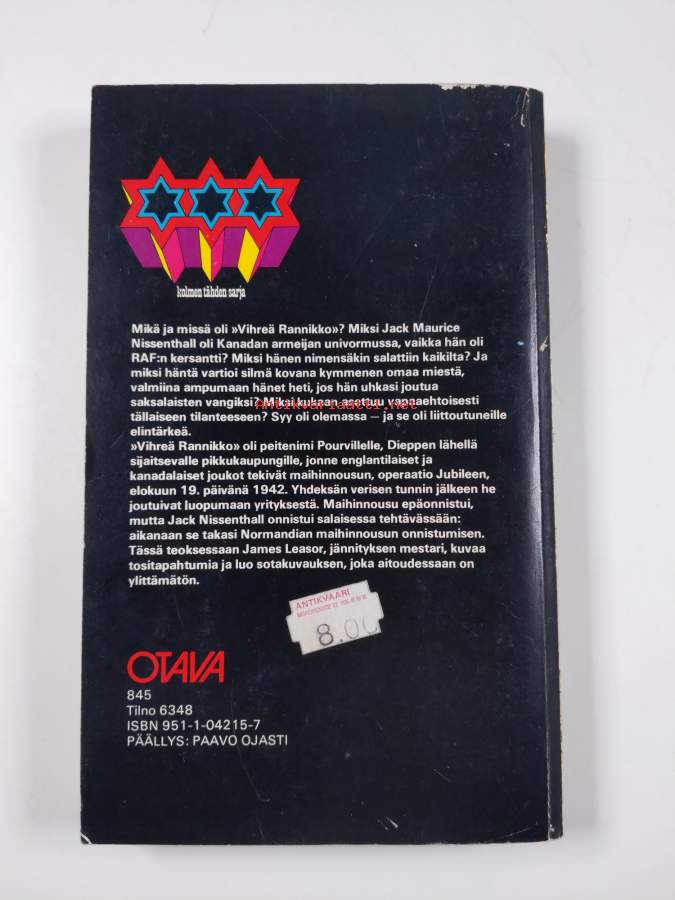 kolmen tähden sarja
Mikä ja missä oli »Vihreä Rannikko»? Miksi Jack Maurice
Nissenthall oli Kanadan armeijan univormussa, vaikka hän oli
RAF:n kersantti? Miksi hänen nimensäkin salattiin kaikilta? Ja
miksi häntä vartioi silmä kovana kymmenen omaa miestä,
valmiina ampumaan hänet heti, jos hän uhkasi joutua
saksalaisten vangiksi? Miksi kukaan asettuu vapaaehtoisesti
Antikvariaatti.net
tällaiseen tilanteeseen? Syy oli olemassa – ja se oli liittoutuneille
elintärkeä.
»Vihreä Rannikko» oli peitenimi Pourvillelle, Dieppen lähellä
sijaitsevalle pikkukaupungille, jonne englantilaiset ja
kanadalaiset joukot tekivät maihinnousun, operaatio Jubileen,
elokuun 19. päivänä 1942. Yhdeksän verisen tunnin jälkeen he
joutuivat luopumaan yrityksestä. Maihinnousu epäonnistui,
mutta Jack Nissenthall onnistui salaisessa tehtävässään:
aikanaan se takasi Normandian maihinnousun onnistumisen.
Tässä teoksessaan James Leasor, jännityksen mestari, kuvaa
tositapahtumia ja luo sotakuvauksen, joka aitoudessaan on
ylittämätön.
ANTIKVAARI
8.00
OTAVA
845
Tilno 6348
ISBN 951-1-04215-7
PÄÄLLYS: PAAVO OJASTI